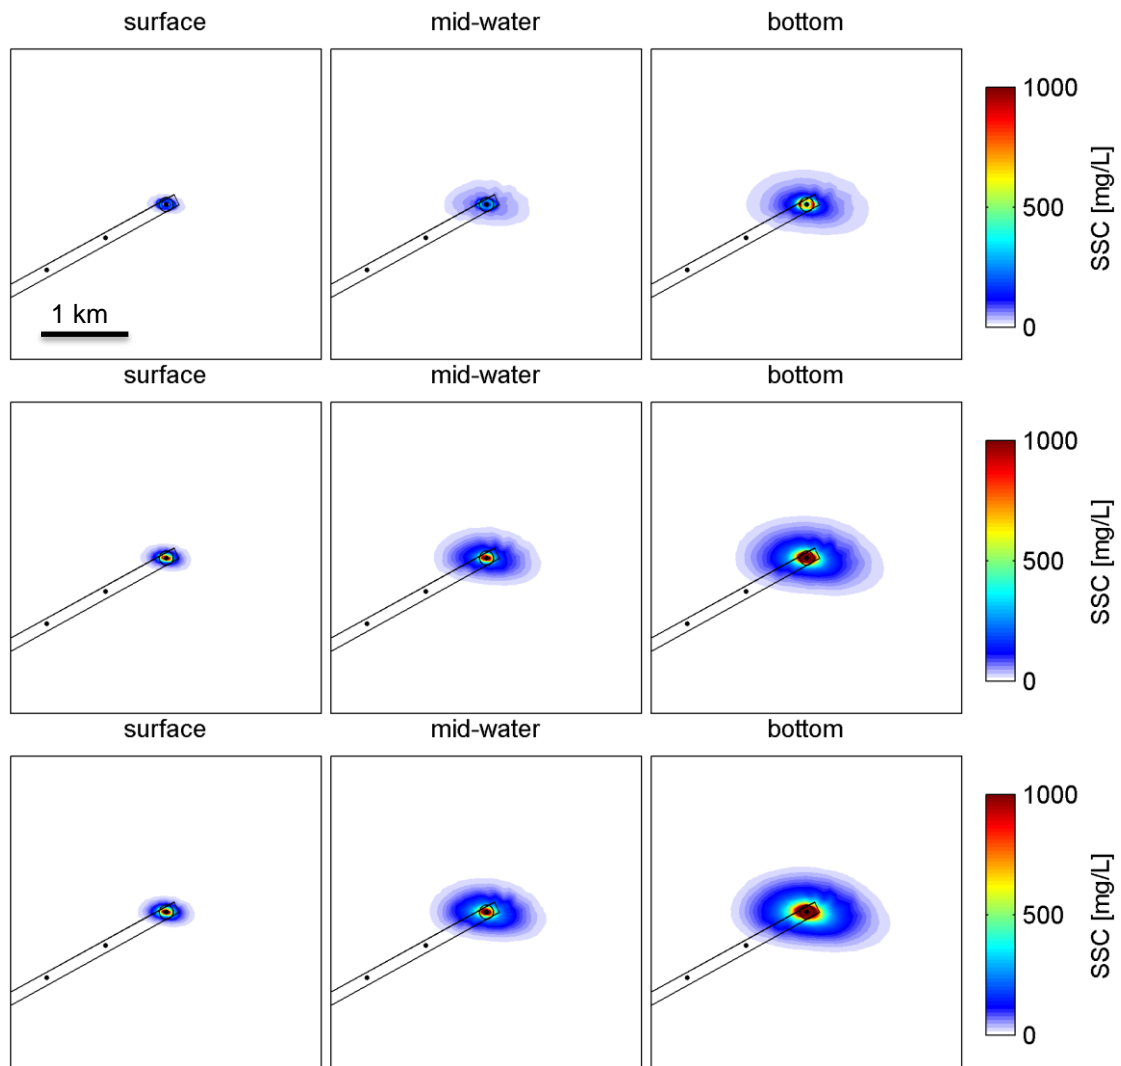 surface mid-water bottom
1000
500
0
SSC [mg/L]
1 km
surface mid-water bottom
1000
500
0
SSC [mg/L]
surface mid-water bottom
1000
500
0
SSC [mg/L]